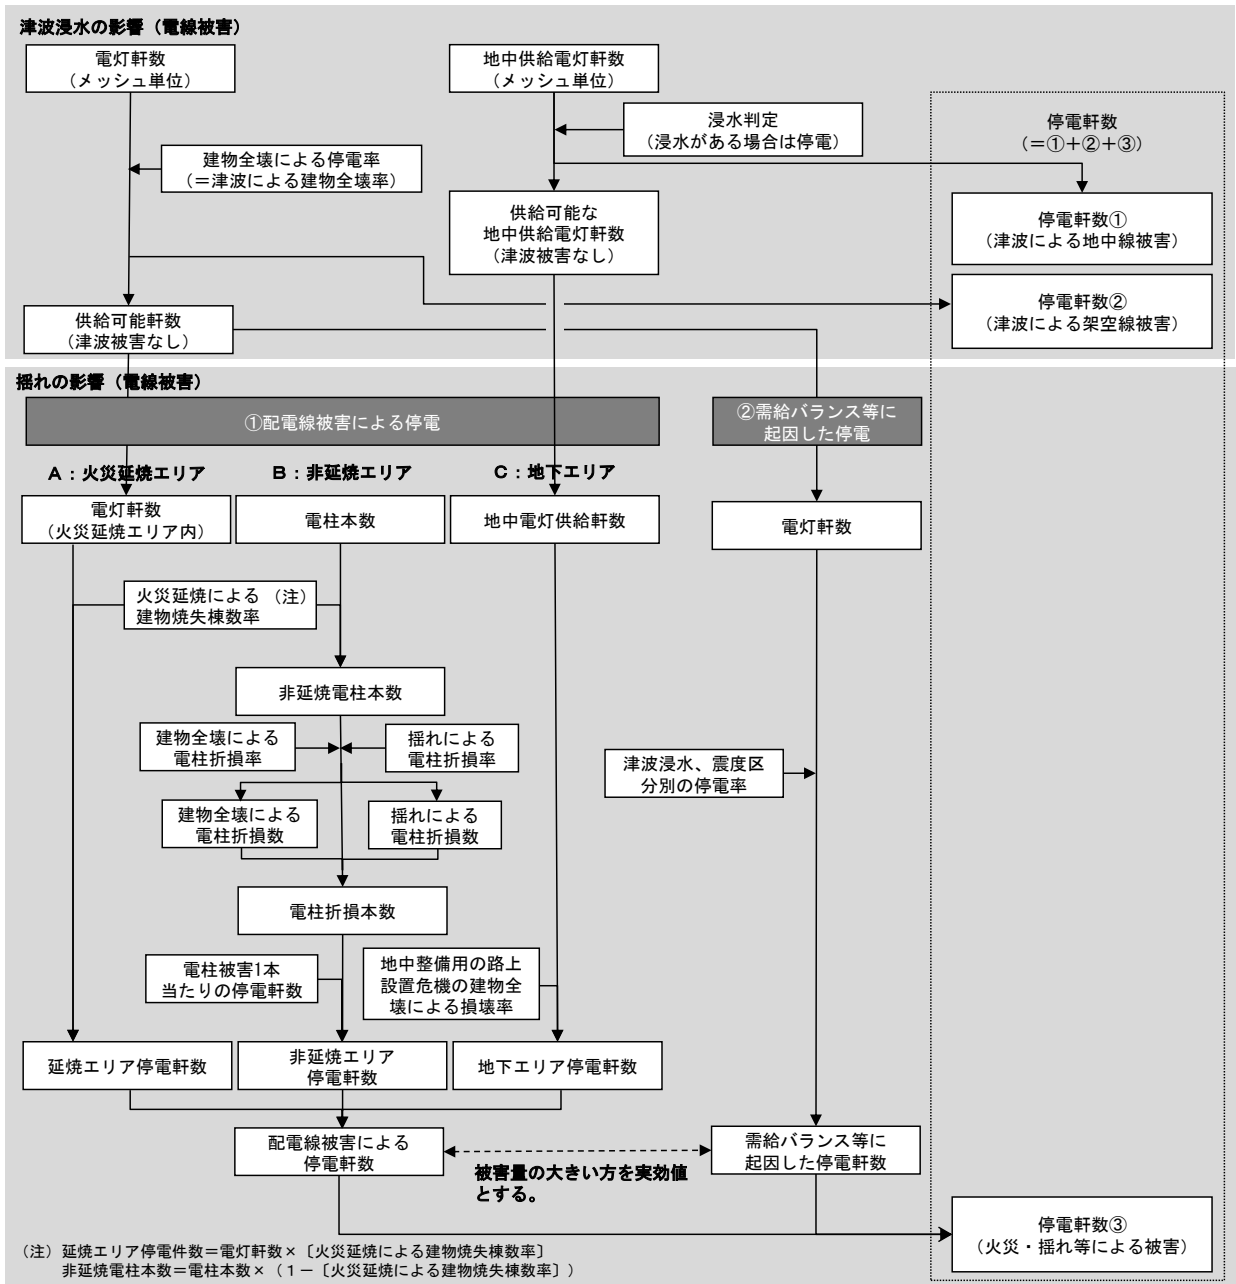 津波浸水の影響（電線被害）
電灯軒数
（メッシュ単位）
地中供給電灯軒数
（メッシュ単位）
浸水判定
（浸水がある場合は停電）
停電軒数
（＝①＋②＋③）
建物全壊による停電率
（＝津波による建物全壊率）
供給可能な
地中供給電灯軒数
（津波被害なし）
停電軒数①
（津波による地中線被害）
停電軒数②
（津波による架空線被害）
供給可能軒数
（津波被害なし）
揺れの影響（電線被害）
①配電線被害による停電
②需給バランス等に
起因した停電
Ａ：火災延焼エリア
Ｂ：非延焼エリア
Ｃ：地下エリア
電灯軒数
（火災延焼エリア内）
電柱本数
地中電灯供給軒数
電灯軒数
火災延焼による （注）
建物焼失棟数率
非延焼電柱本数
建物全壊による
電柱折損率
揺れによる
電柱折損率
津波浸水、震度区
分別の停電率
建物全壊による
電柱折損数
揺れによる
電柱折損数
電柱折損本数
電柱被害1本
当たりの停電軒数
地中整備用の路上
設置危機の建物全
壊による損壊率
延焼エリア停電軒数
非延焼エリア
停電軒数
地下エリア停電軒数
配電線被害による
停電軒数
需給バランス等に
起因した停電軒数
被害量の大きい方を実効値
とする。
停電軒数③
（火災・揺れ等による被害）
（注）延焼エリア停電件数＝電灯軒数×〔火災延焼による建物焼失棟数率〕
非延焼電柱本数＝電柱本数×（１－〔火災延焼による建物焼失棟数率〕）